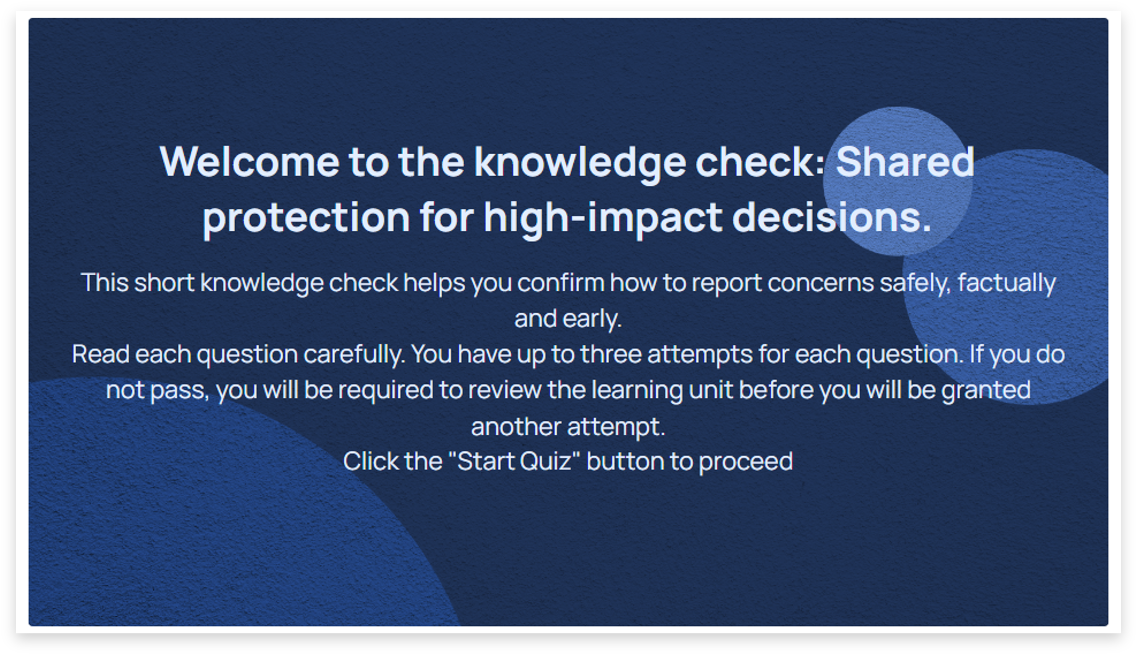 Welcome to the knowledge check: Shared
protection for high-impact decisions.
This short knowledge check helps you confirm how to report concerns safely, factually
and early.
Read each question carefully. You have up to three attempts for each question. If you do
not pass, you will be required to review the learning unit before you will be granted
another attempt.
Click the "Start Quiz" button to proceed